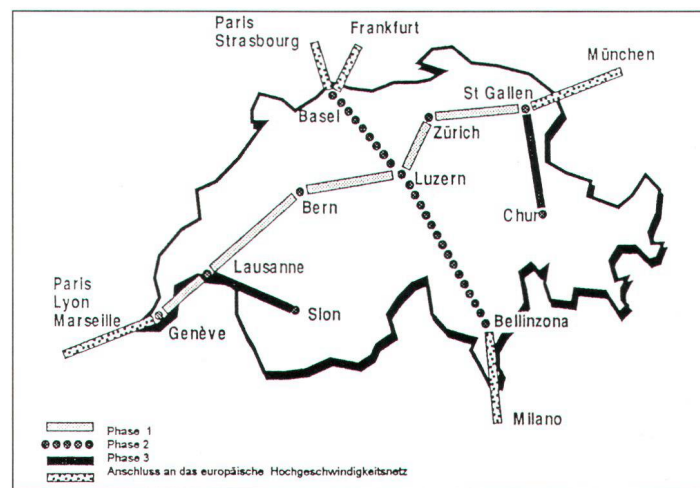 Paris
Strasbourg
Frankfurt
München
St Gallen
Basel
Zürich
Luzern
Bern
Chur
Lausanne
Paris
Lyon
Marseille
Genève
Sion
Bellinzona
Milano
Phase 1
Phase 2
Phase 3
Anschluss an das europäische Hochgeschwindigkeitsnetz